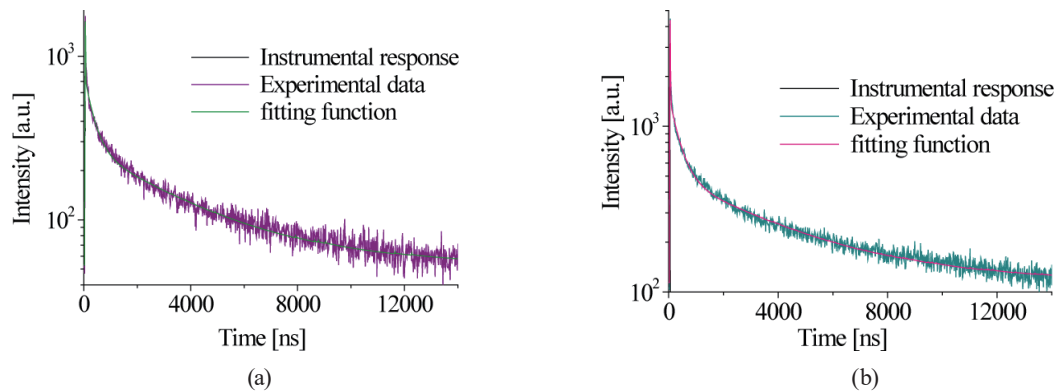 Intensity [a.u.]
10³
10²
Instrumental response
Experimental data
fitting function
0 4000 8000 12000
Time [ns]
(a)
Intensity [a.u.]
10³
10²
Instrumental response
Experimental data
fitting function
0 4000 8000 12000
Time [ns]
(b)